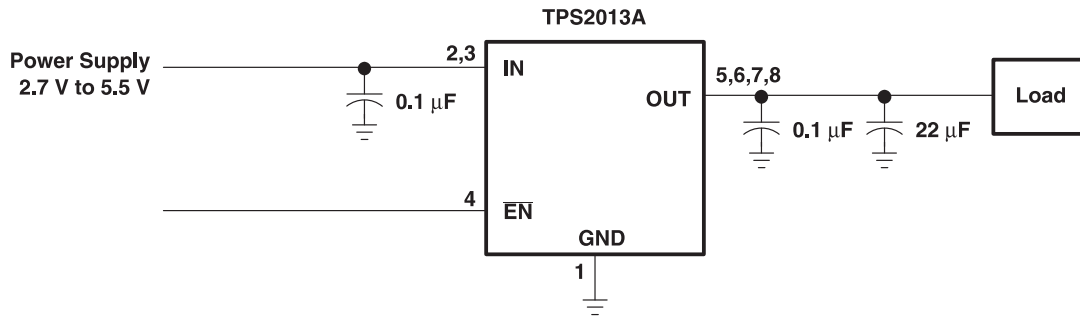 TPS2013A
Power Supply
2.7 V to 5.5 V
2,3
IN
0.1 μF
5,6,7,8
OUT
0.1 μF
22 μF
Load
4
E̅N̅
GND
1